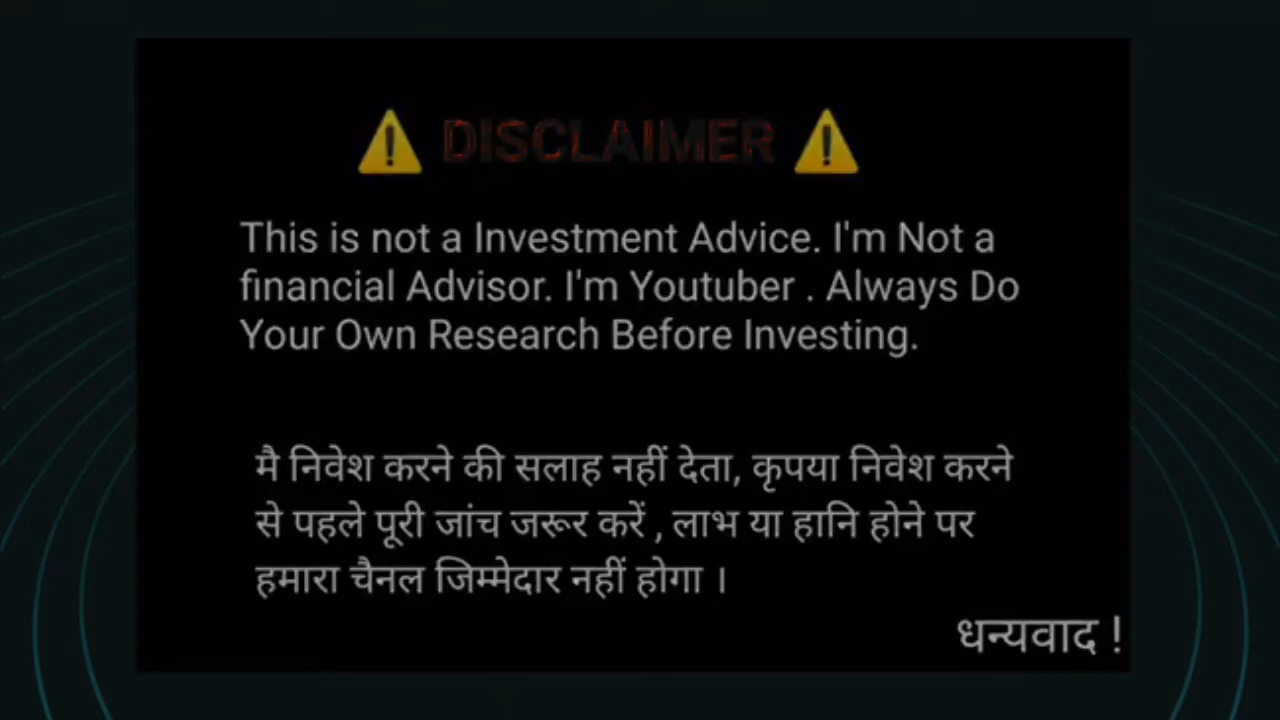 ⚠ DISCLAIMER ⚠
This is not a Investment Advice. I'm Not a
financial Advisor. I'm Youtuber . Always Do
Your Own Research Before Investing.
मै निवेश करने की सलाह नहीं देता, कृपया निवेश करने
से पहले पूरी जांच जरूर करें , लाभ या हानि होने पर
हमारा चैनल जिम्मेदार नहीं होगा ।
धन्यवाद !